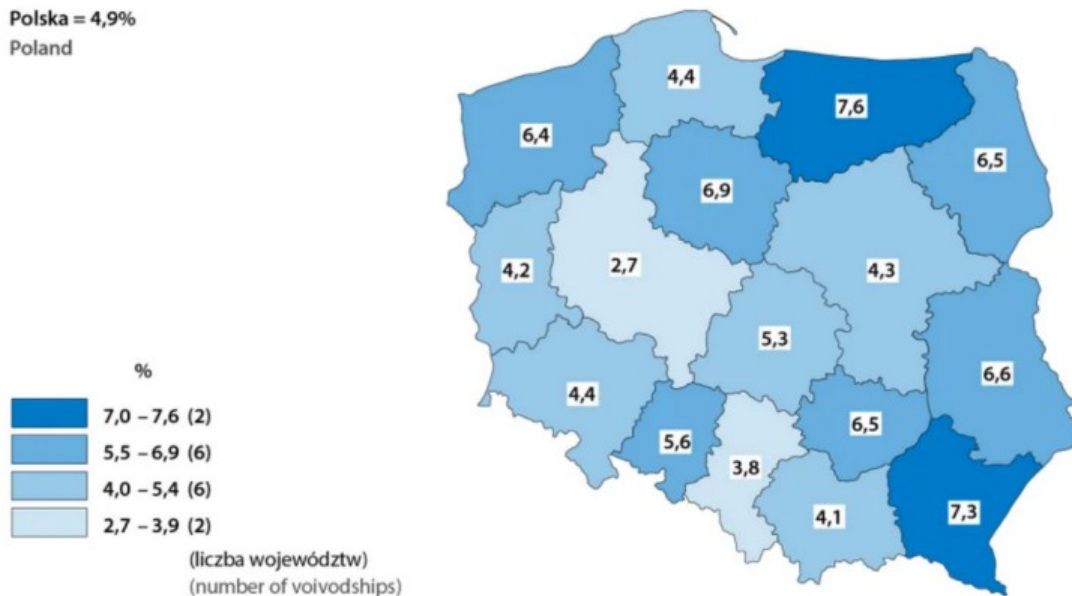 Polska = 4,9%
Poland
4,4
7,6
6,4
6,5
6,9
4,2
2,7
4,3
5,3
6,6
4,4
6,5
5,6
3,8
4,1
7,3
%
7,0 – 7,6 (2)
5,5 – 6,9 (6)
4,0 – 5,4 (6)
2,7 – 3,9 (2)
(liczba województw)
(number of voivodships)